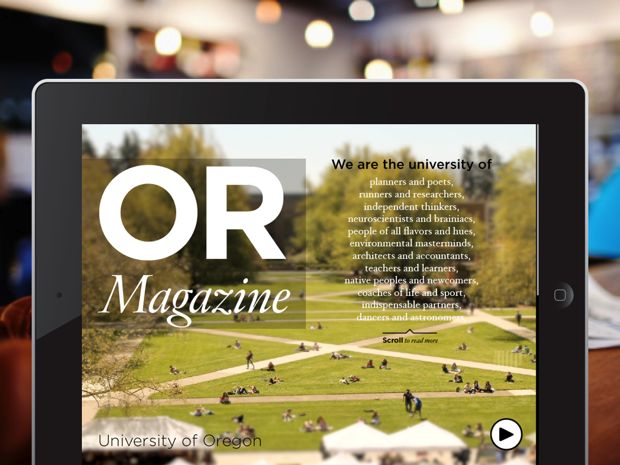 OR
Magazine
We are the university of
planners and poets,
runners and researchers,
independent thinkers,
neuroscientists and brainiacs,
people of all flavors and hues,
environmental masterminds,
architects and accountants,
teachers and learners,
native peoples and newcomers,
coaches of life and sport,
indispensable partners,
dancers and astronomers,
Scroll to read more
University of Oregon